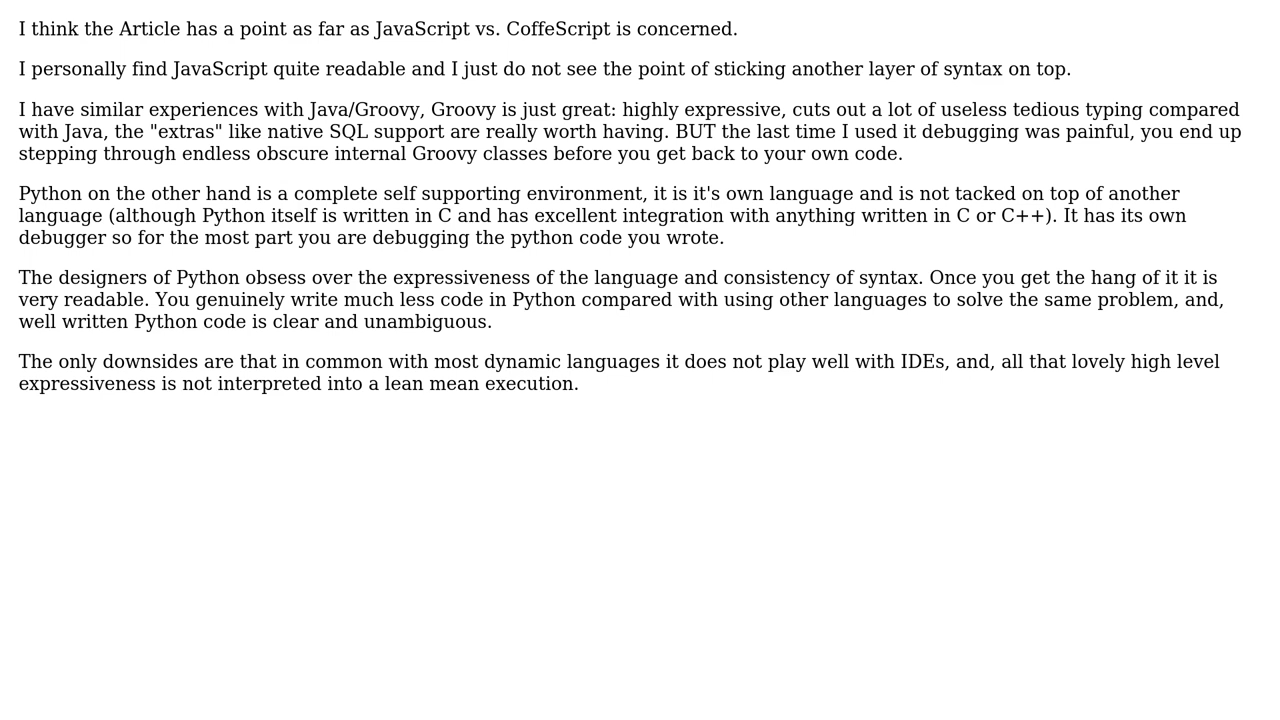 I think the Article has a point as far as JavaScript vs. CoffeScript is concerned.
I personally find JavaScript quite readable and I just do not see the point of sticking another layer of syntax on top.
I have similar experiences with Java/Groovy, Groovy is just great: highly expressive, cuts out a lot of useless tedious typing compared
with Java, the "extras" like native SQL support are really worth having. BUT the last time I used it debugging was painful, you end up
stepping through endless obscure internal Groovy classes before you get back to your own code.
Python on the other hand is a complete self supporting environment, it is it's own language and is not tacked on top of another
language (although Python itself is written in C and has excellent integration with anything written in C or C++). It has its own
debugger so for the most part you are debugging the python code you wrote.
The designers of Python obsess over the expressiveness of the language and consistency of syntax. Once you get the hang of it it is
very readable. You genuinely write much less code in Python compared with using other languages to solve the same problem, and,
well written Python code is clear and unambiguous.
The only downsides are that in common with most dynamic languages it does not play well with IDEs, and, all that lovely high level
expressiveness is not interpreted into a lean mean execution.